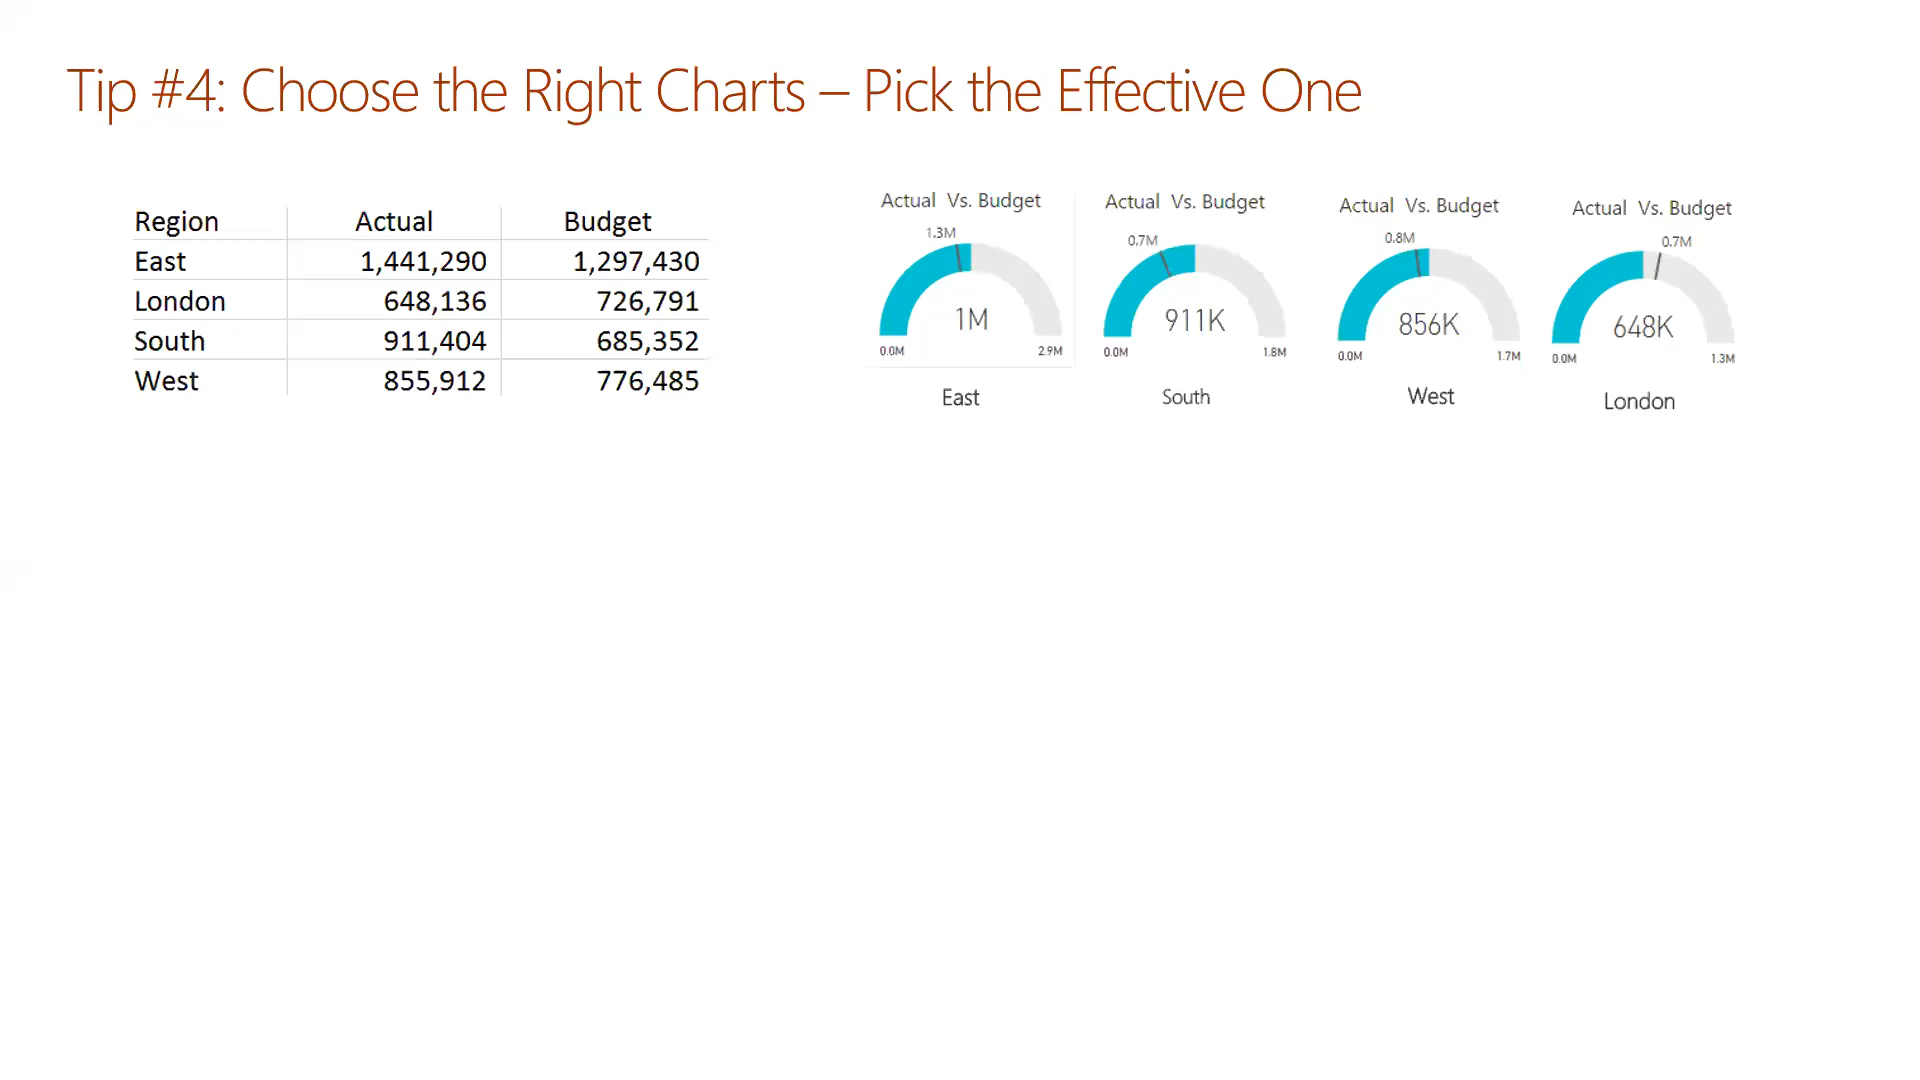 Tip #4: Choose the Right Charts – Pick the Effective One
Region Actual Budget
East 1,441,290 1,297,430
London 648,136 726,791
South 911,404 685,352
West 855,912 776,485
Actual Vs. Budget
1.3M
1M
0.0M 2.9M
East
Actual Vs. Budget
0.7M
911K
0.0M 1.8M
South
Actual Vs. Budget
0.8M
856K
0.0M 1.7M
West
Actual Vs. Budget
0.7M
648K
0.0M 1.3M
London